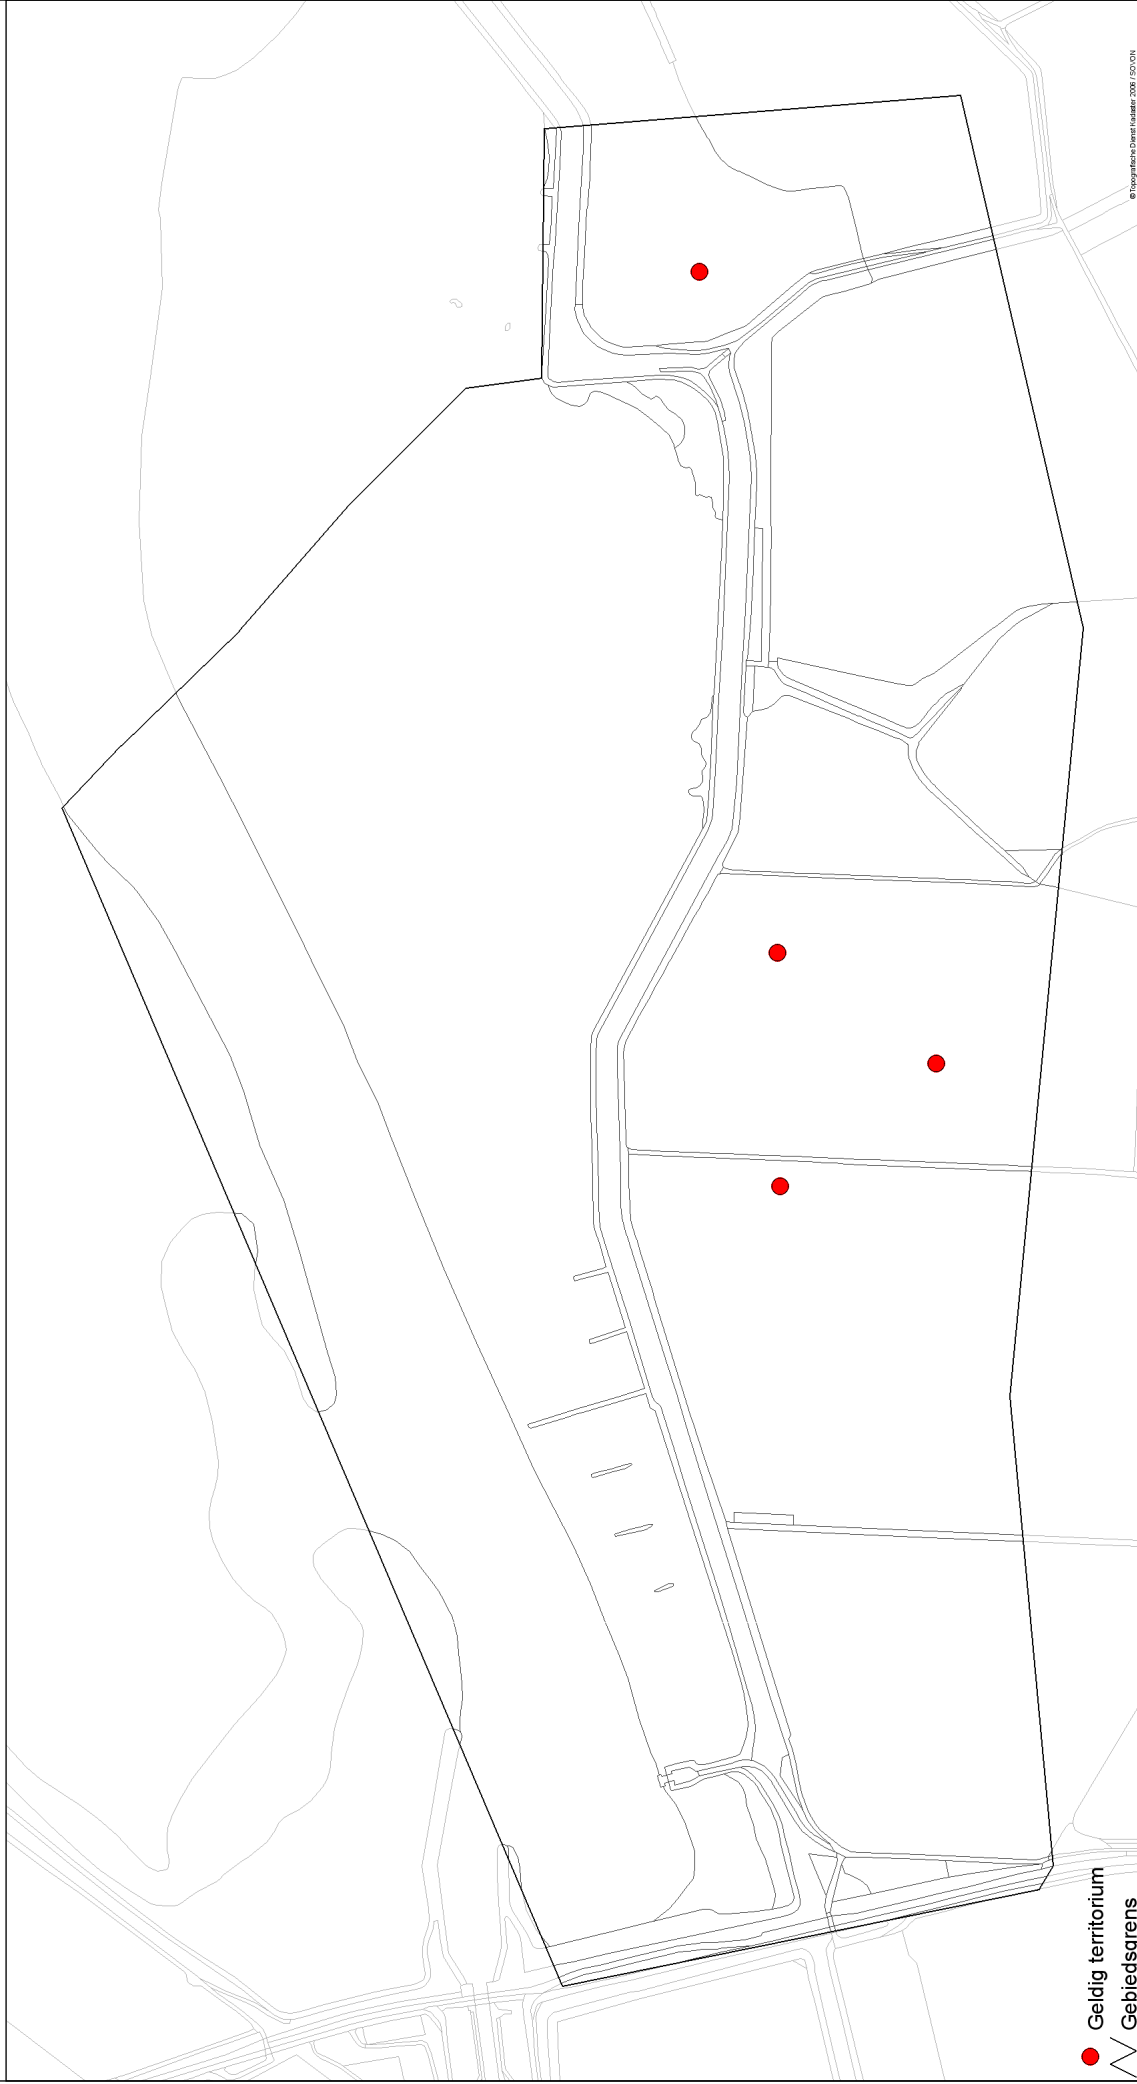 © Topografische Dienst Kadaster 2006 / SOVON
Geldig territorium
Gebiedsgrens